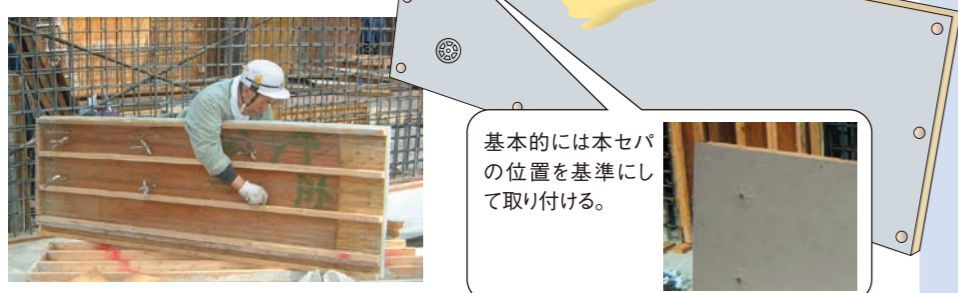 基本的には本セパ
の位置を基準にし
て取り付ける。